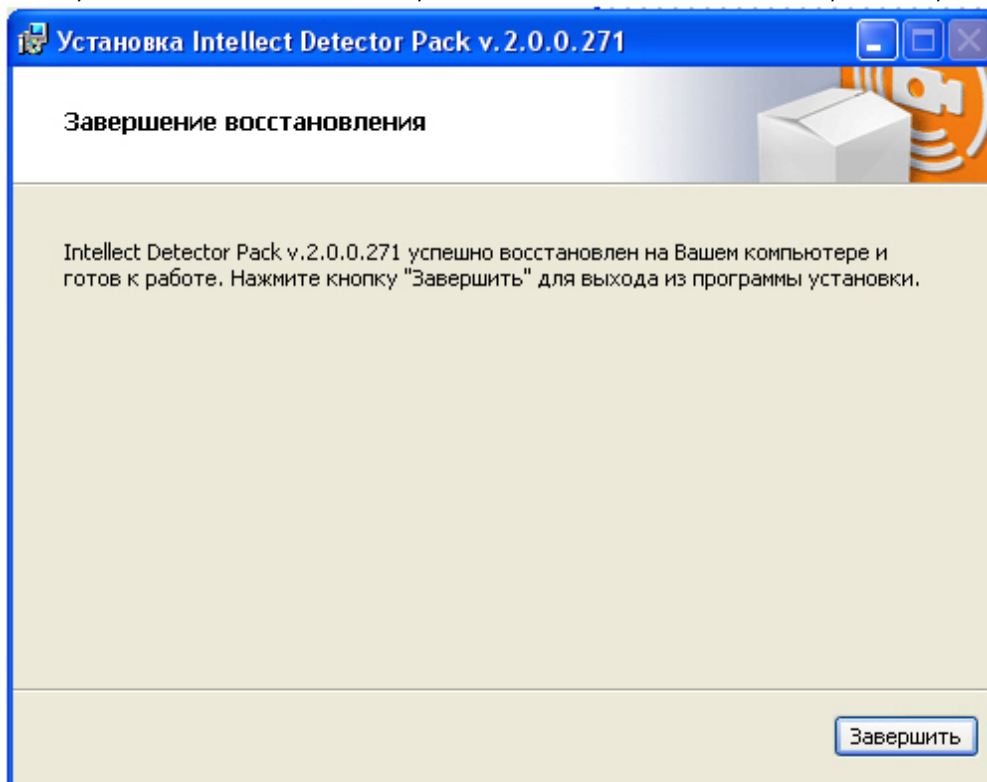 Установка Intellect Detector Pack v.2.0.0.271
Завершение восстановления
Intellect Detector Pack v.2.0.0.271 успешно восстановлен на Вашем компьютере и
готов к работе. Нажмите кнопку "Завершить" для выхода из программы установки.
Завершить